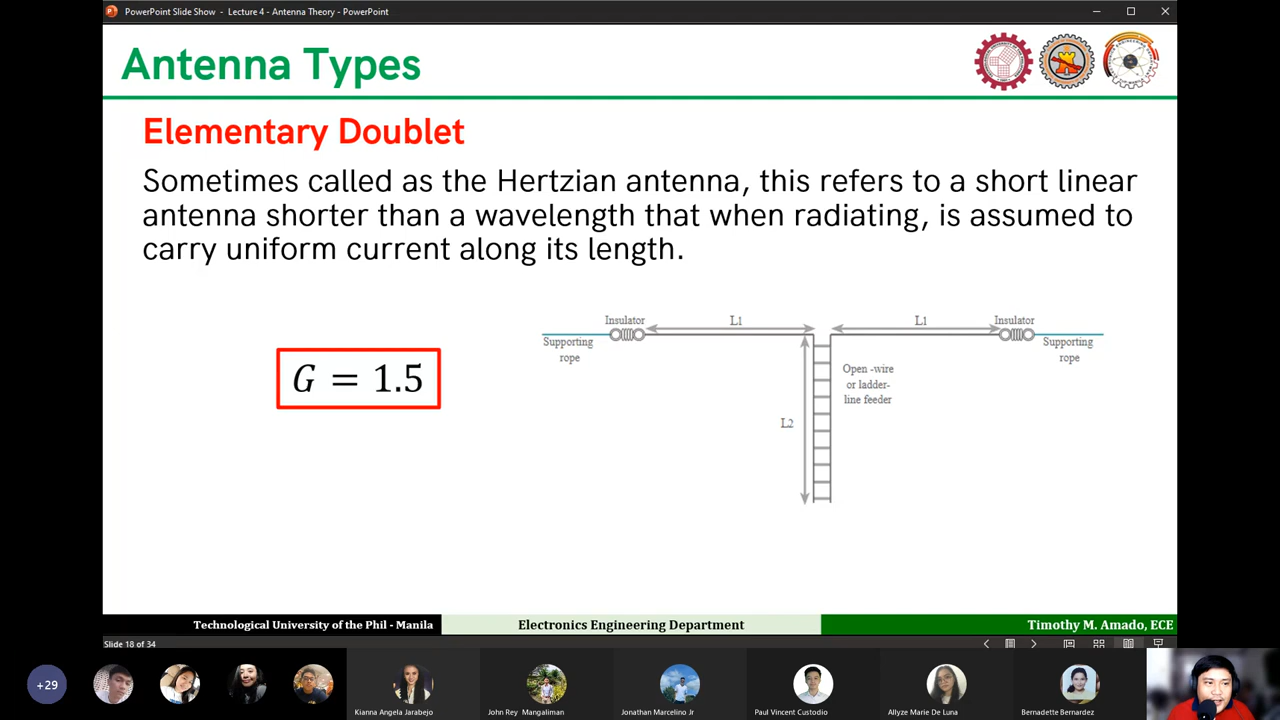 PowerPoint Slide Show - Lecture 4 - Antenna Theory - PowerPoint
Antenna Types
Elementary Doublet
Sometimes called as the Hertzian antenna, this refers to a short linear
antenna shorter than a wavelength that when radiating, is assumed to
carry uniform current along its length.
G = 1.5
Insulator
L1
L1
Insulator
Supporting
rope
Supporting
rope
Open -wire
or ladder-
line feeder
L2
Technological University of the Phil - Manila
Electronics Engineering Department
Timothy M. Amado, ECE
Slide 18 of 34
+29
Kianna Angela Jarabejo
John Rey Mangaliman
Jonathan Marcelino Jr
Paul Vincent Custodio
Allyze Marie De Luna
Bernadette Bernardez